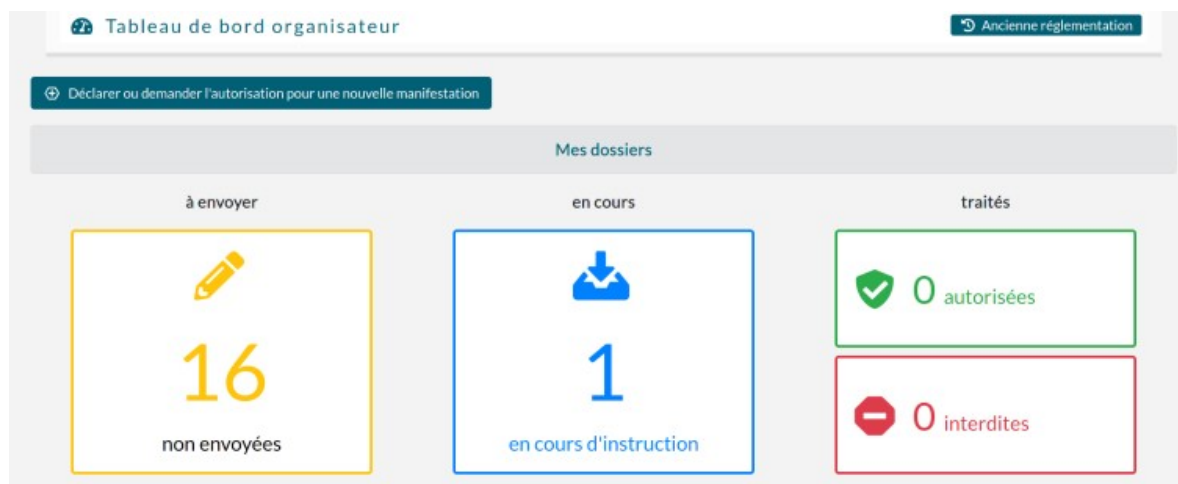 Tableau de bord organisateur
Ancienne réglementation
Déclarer ou demander l'autorisation pour une nouvelle manifestation
Mes dossiers
à envoyer
en cours
traités
16
non envoyées
1
en cours d'instruction
0 autorisées
0 interdites